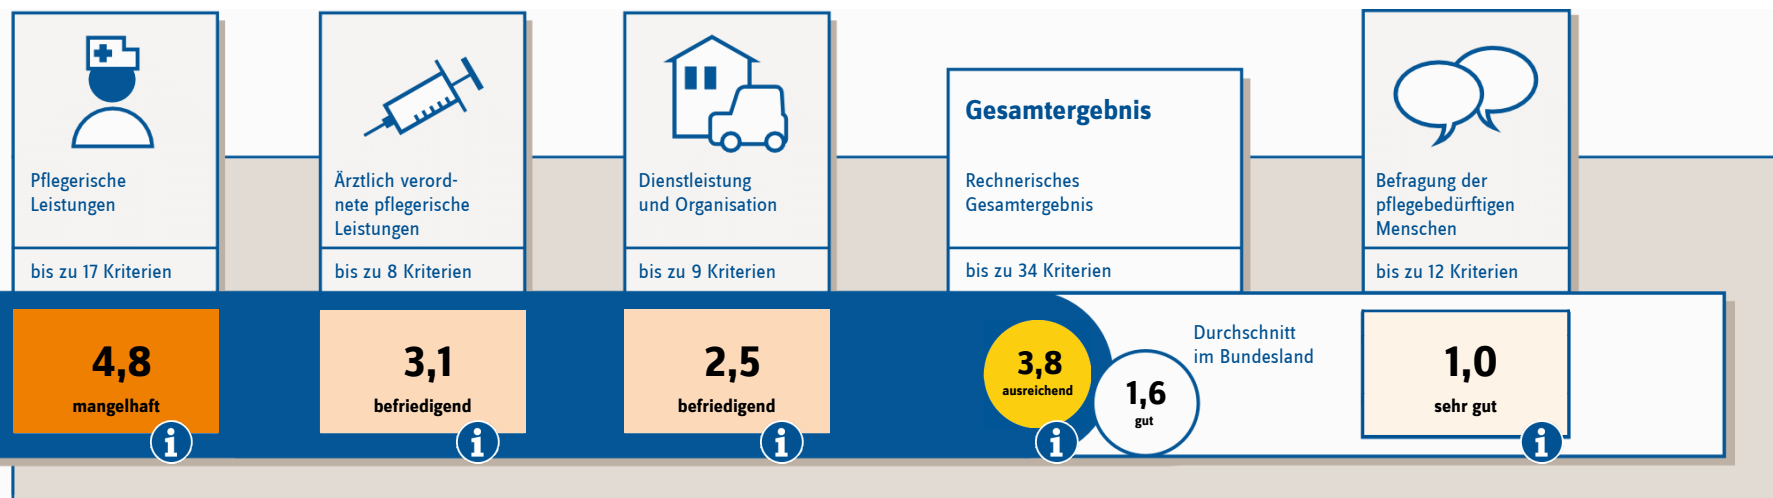 Pflegerische
Leistungen
bis zu 17 Kriterien
4,8
mangelhaft
i
Ärztlich verord-
nete pflegerische
Leistungen
bis zu 8 Kriterien
3,1
befriedigend
i
Dienstleistung
und Organisation
bis zu 9 Kriterien
2,5
befriedigend
i
Gesamtergebnis
Rechnerisches
Gesamtergebnis
bis zu 34 Kriterien
3,8
ausreichend
i
1,6
gut
Durchschnitt
im Bundesland
Befragung der
pflegebedürftigen
Menschen
bis zu 12 Kriterien
1,0
sehr gut
i